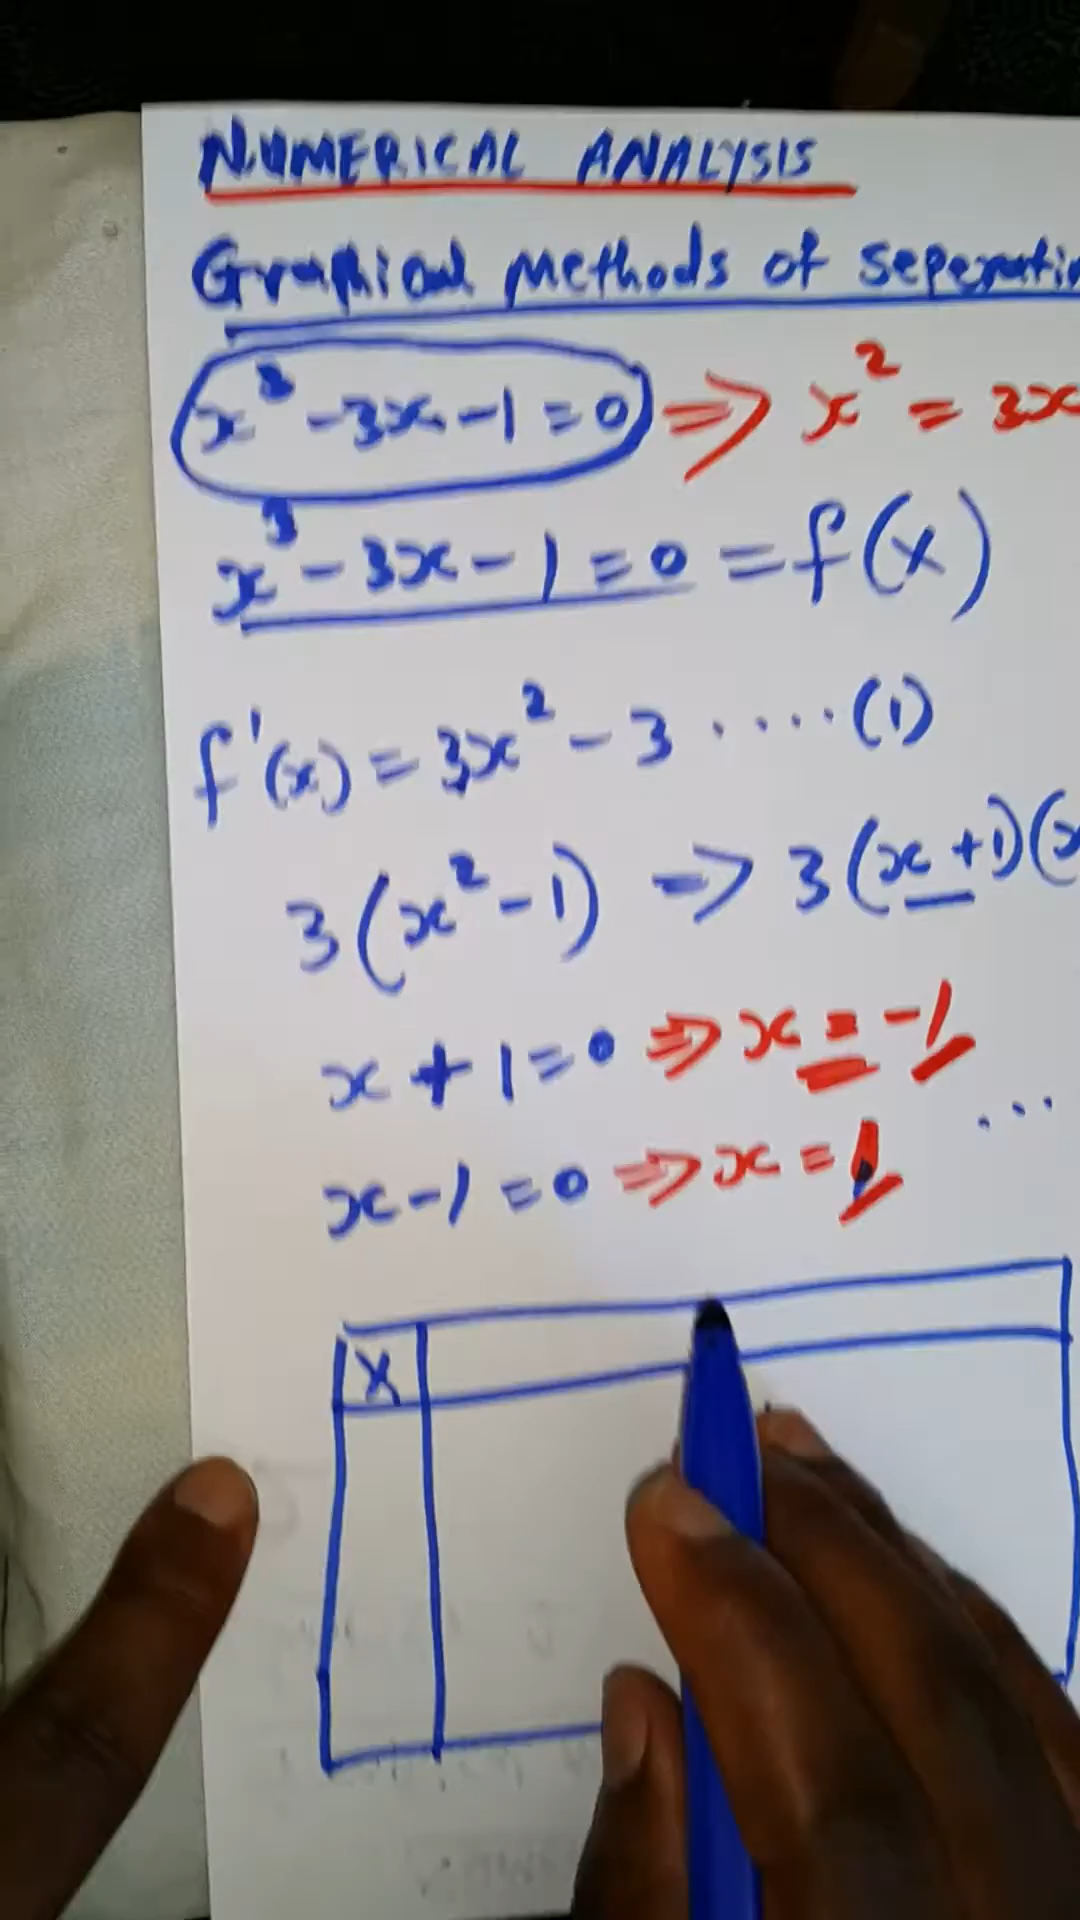 NUMERICAL ANALYSIS
Graphical methods of
x³ - 3x - 1 = 0 ⇒ x² = 3x
x³ - 3x - 1 = 0 = f(x)
f'(x) = 3x² - 3 .....(1)
3(x² - 1) → 3(x + 1)(x
x + 1 = 0 ⇒ x = -1
...
x - 1 = 0 ⇒ x = 1
X